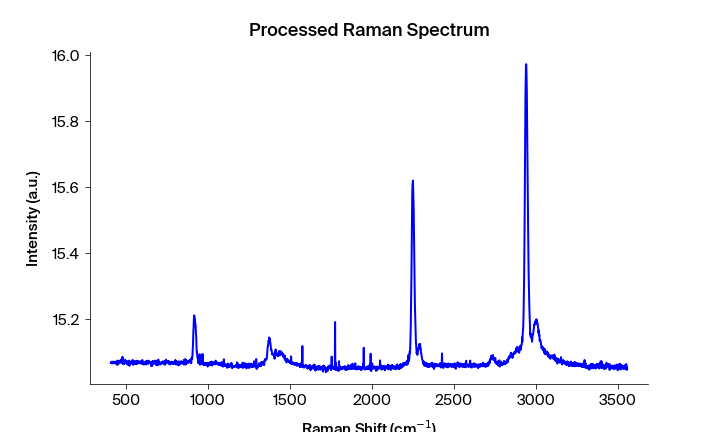 Processed Raman Spectrum
16.0
15.8
15.6
15.4
15.2
Intensity (a.u.)
500 1000 1500 2000 2500 3000 3500
Raman Shift (cm⁻¹)